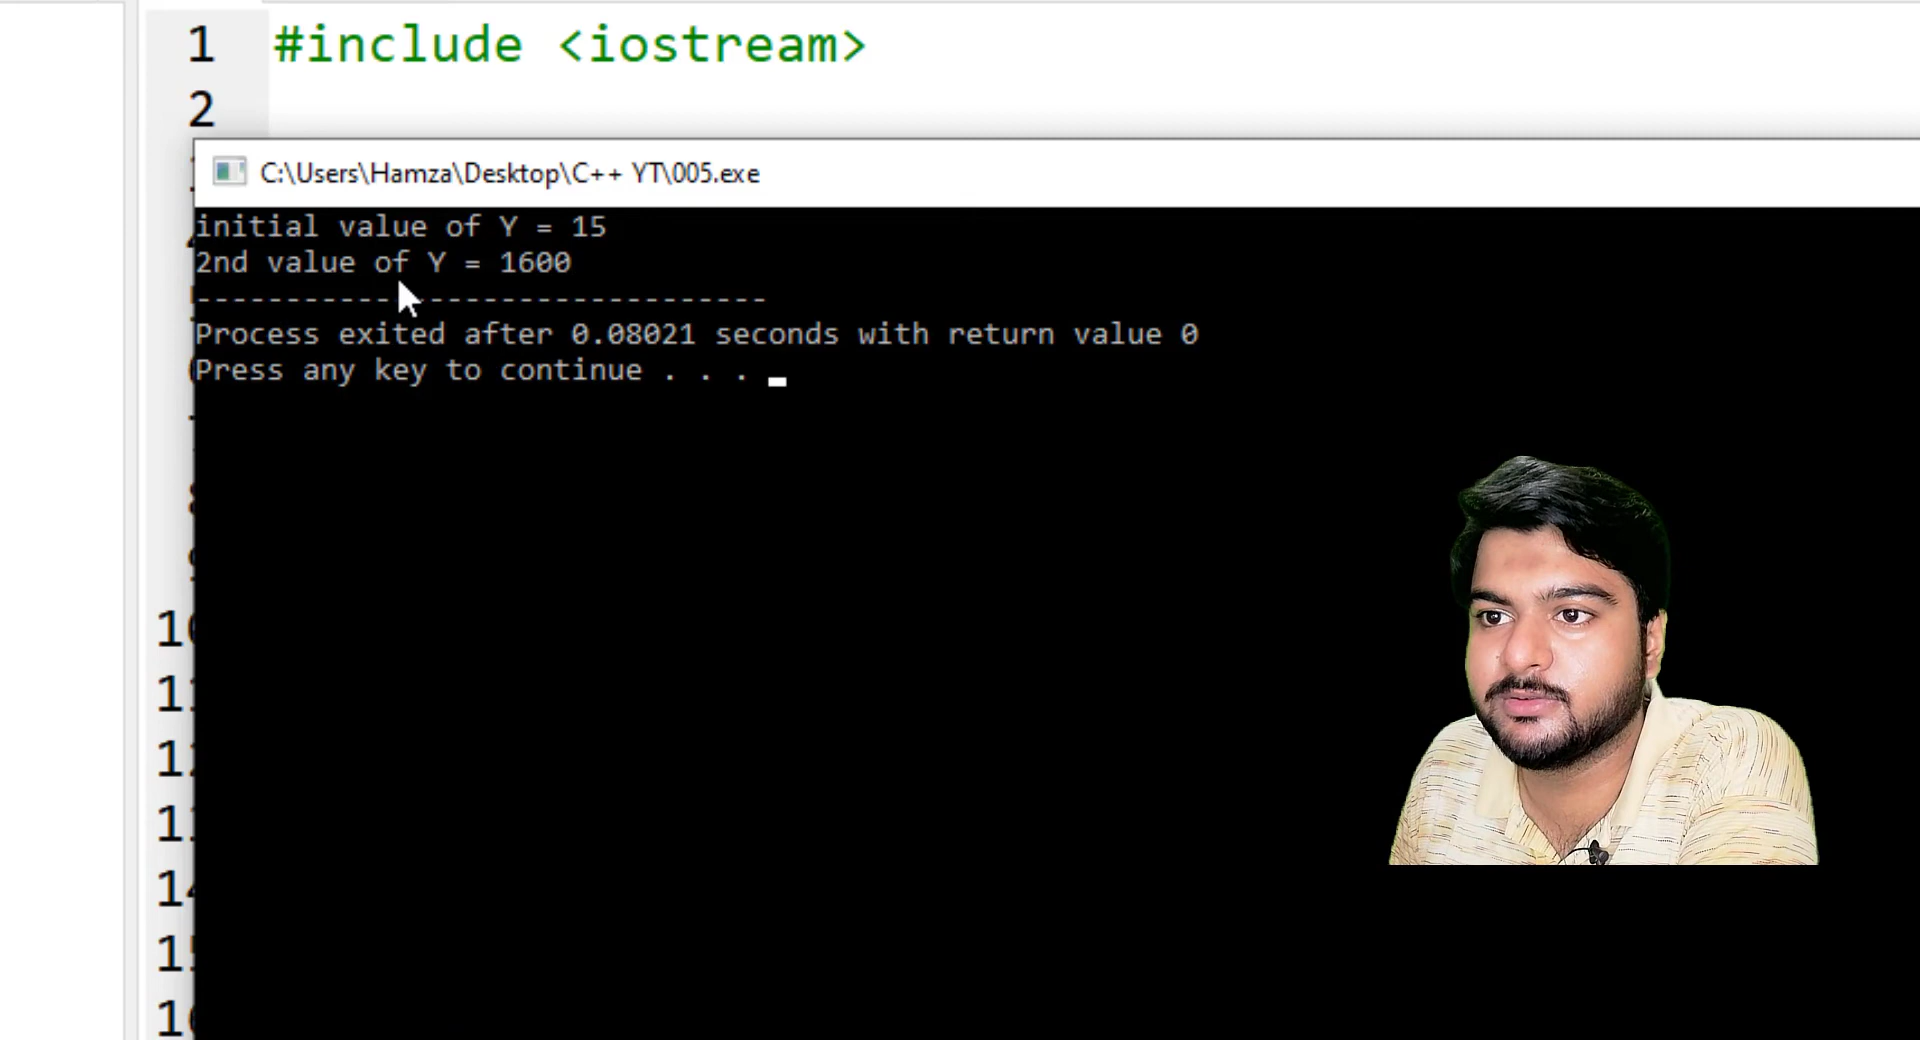 1 #include <iostream>
2
C:\Users\Hamza\Desktop\C++ YT\005.exe
initial value of Y = 15
2nd value of Y = 1600
--------------------------------
Process exited after 0.08021 seconds with return value 0
Press any key to continue . . .